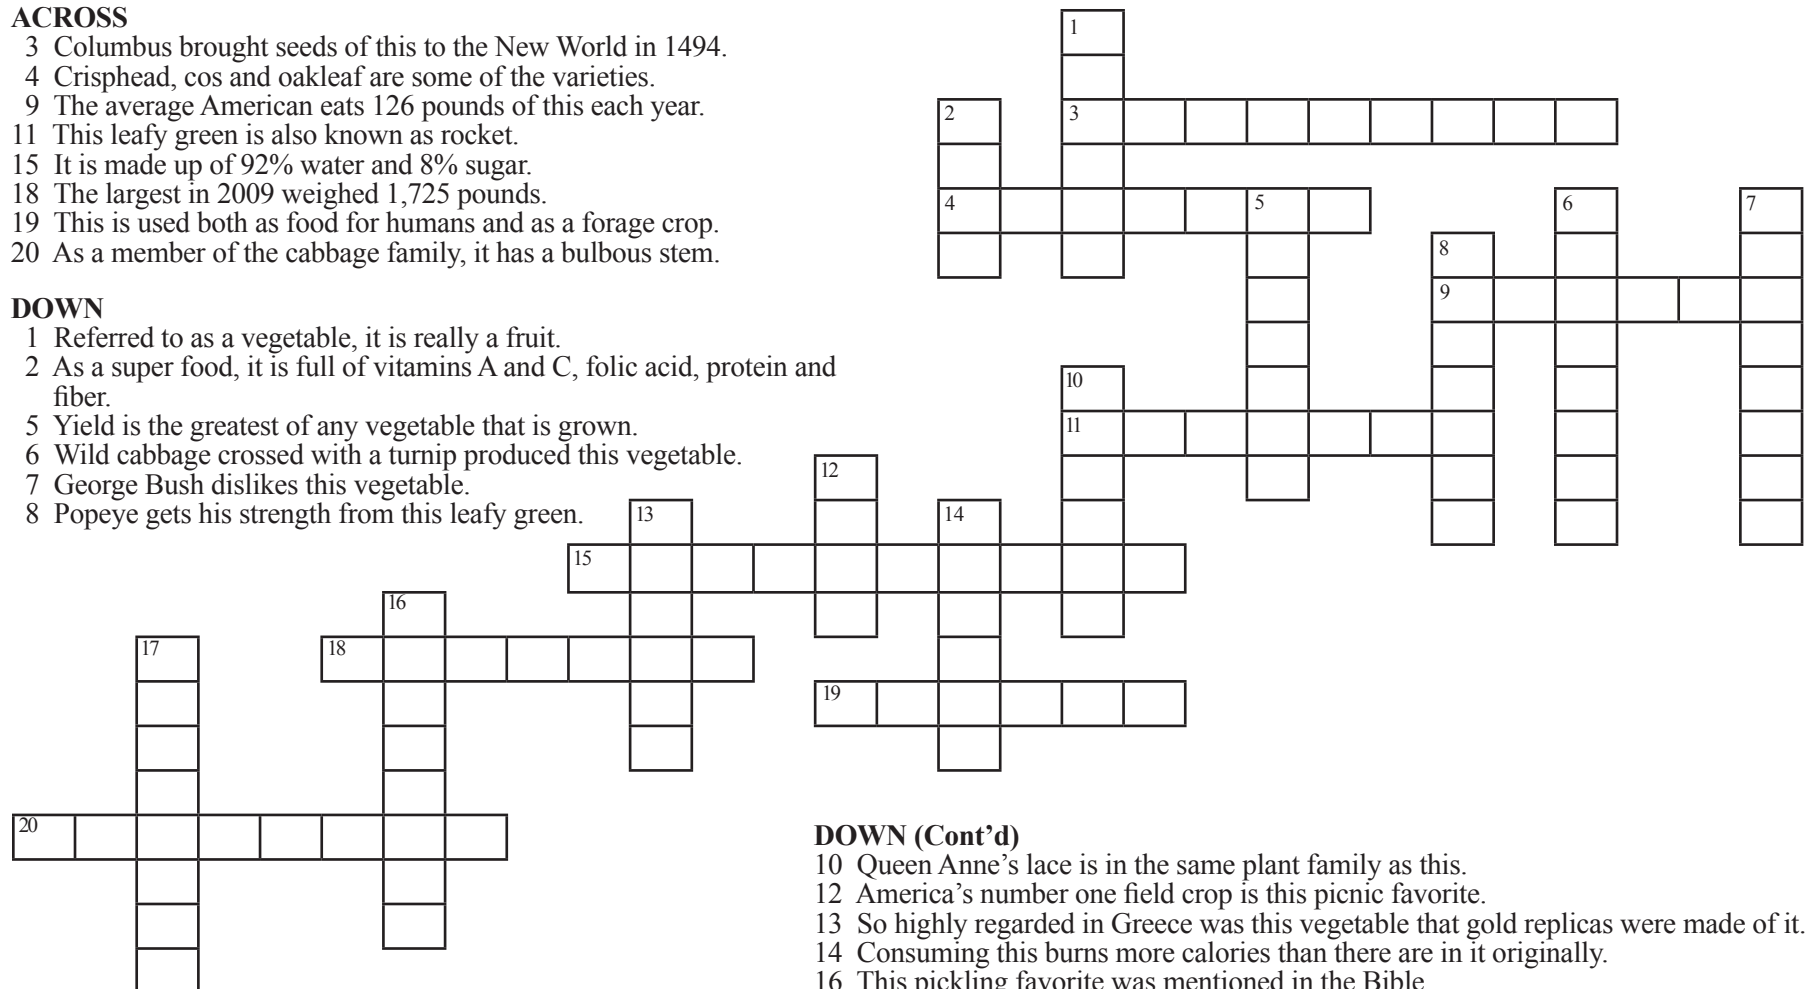 ACROSS
3 Columbus brought seeds of this to the New World in 1494.
4 Crisphead, cos and oakleaf are some of the varieties.
9 The average American eats 126 pounds of this each year.
11 This leafy green is also known as rocket.
15 It is made up of 92% water and 8% sugar.
18 The largest in 2009 weighed 1,725 pounds.
19 This is used both as food for humans and as a forage crop.
20 As a member of the cabbage family, it has a bulbous stem.
DOWN
1 Referred to as a vegetable, it is really a fruit.
2 As a super food, it is full of vitamins A and C, folic acid, protein and
fiber.
5 Yield is the greatest of any vegetable that is grown.
6 Wild cabbage crossed with a turnip produced this vegetable.
7 George Bush dislikes this vegetable.
8 Popeye gets his strength from this leafy green.
1
2
3
4
5
6
7
8
9
10
11
12
13
14
15
16
17
18
19
20
DOWN (Cont’d)
10 Queen Anne’s lace is in the same plant family as this.
12 America’s number one field crop is this picnic favorite.
13 So highly regarded in Greece was this vegetable that gold replicas were made of it.
14 Consuming this burns more calories than there are in it originally.
16 This pickling favorite was mentioned in the Bible